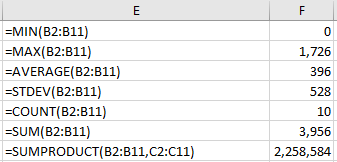 E F
=MIN(B2:B11) 0
=MAX(B2:B11) 1,726
=AVERAGE(B2:B11) 396
=STDEV(B2:B11) 528
=COUNT(B2:B11) 10
=SUM(B2:B11) 3,956
=SUMPRODUCT(B2:B11,C2:C11) 2,258,584